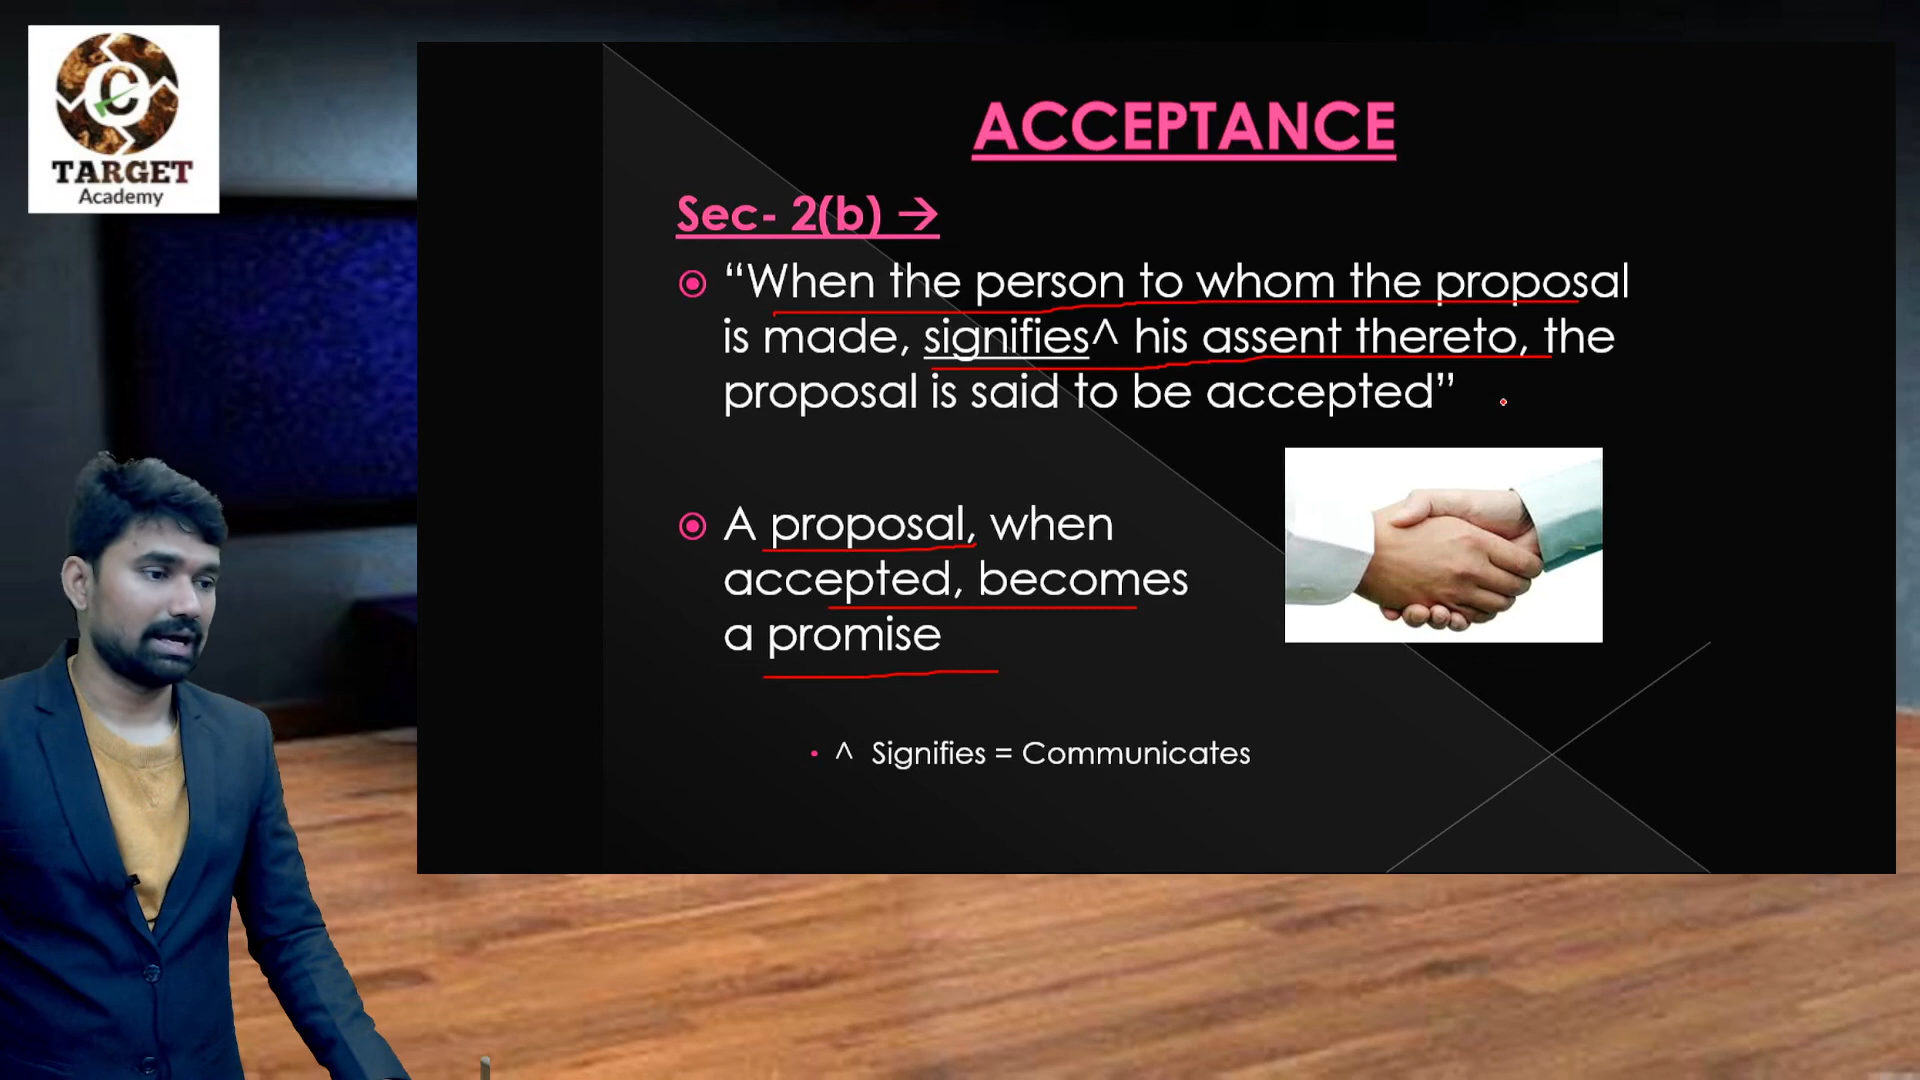 C
TARGET
Academy
ACCEPTANCE
Sec- 2(b) →
“When the person to whom the proposal
is made, signifies^ his assent thereto, the
proposal is said to be accepted”
A proposal, when
accepted, becomes
a promise
^ Signifies = Communicates